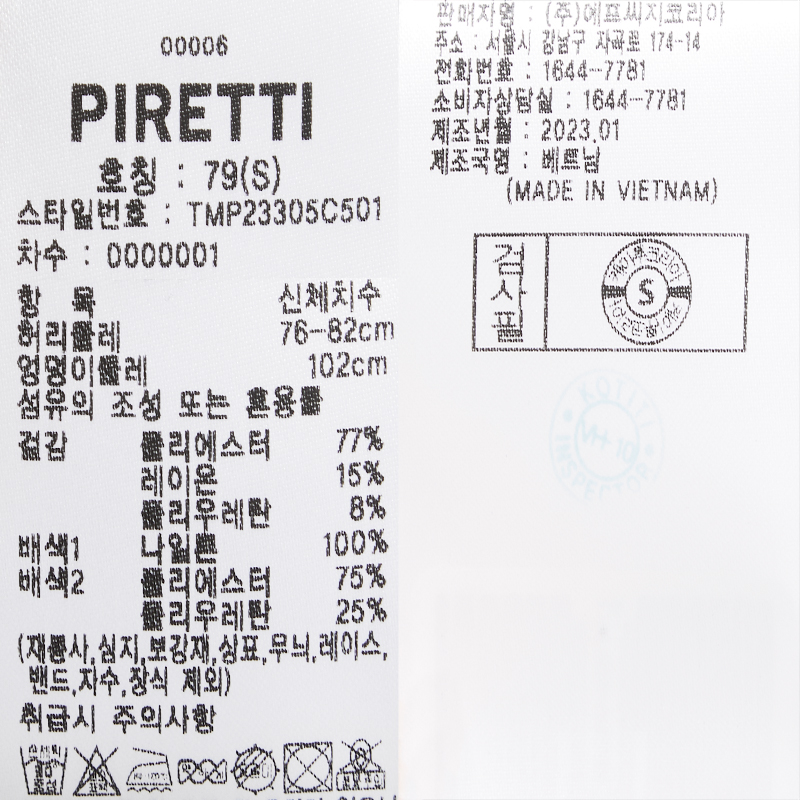 00006
PIRETTI
호칭 : 79(S)
스타일번호 : TMP23305C501
차수 : 0000001
항 목 신체치수
허리둘레 76-82cm
엉덩이둘레 102cm
섬유의 조성 또는 혼용률
겉감 폴리에스터 77%
레이온 15%
폴리우레탄 8%
배색1 나일론 100%
배색2 폴리에스터 75%
폴리우레탄 25%
(재봉사,심지,보강재,상표,무늬,레이스,
밴드,자수,장식 제외)
취급시 주의사항
판매자명 : (주)에프씨지코리아
주소 : 서울시 강남구 자곡로 174-14
전화번호 : 1644-7781
소비자상담실 : 1644-7781
제조년월 : 2023.01
제조국명 : 베트남
(MADE IN VIETNAM)
검사필
S
KOTITI
VH 10
INSPECTOR